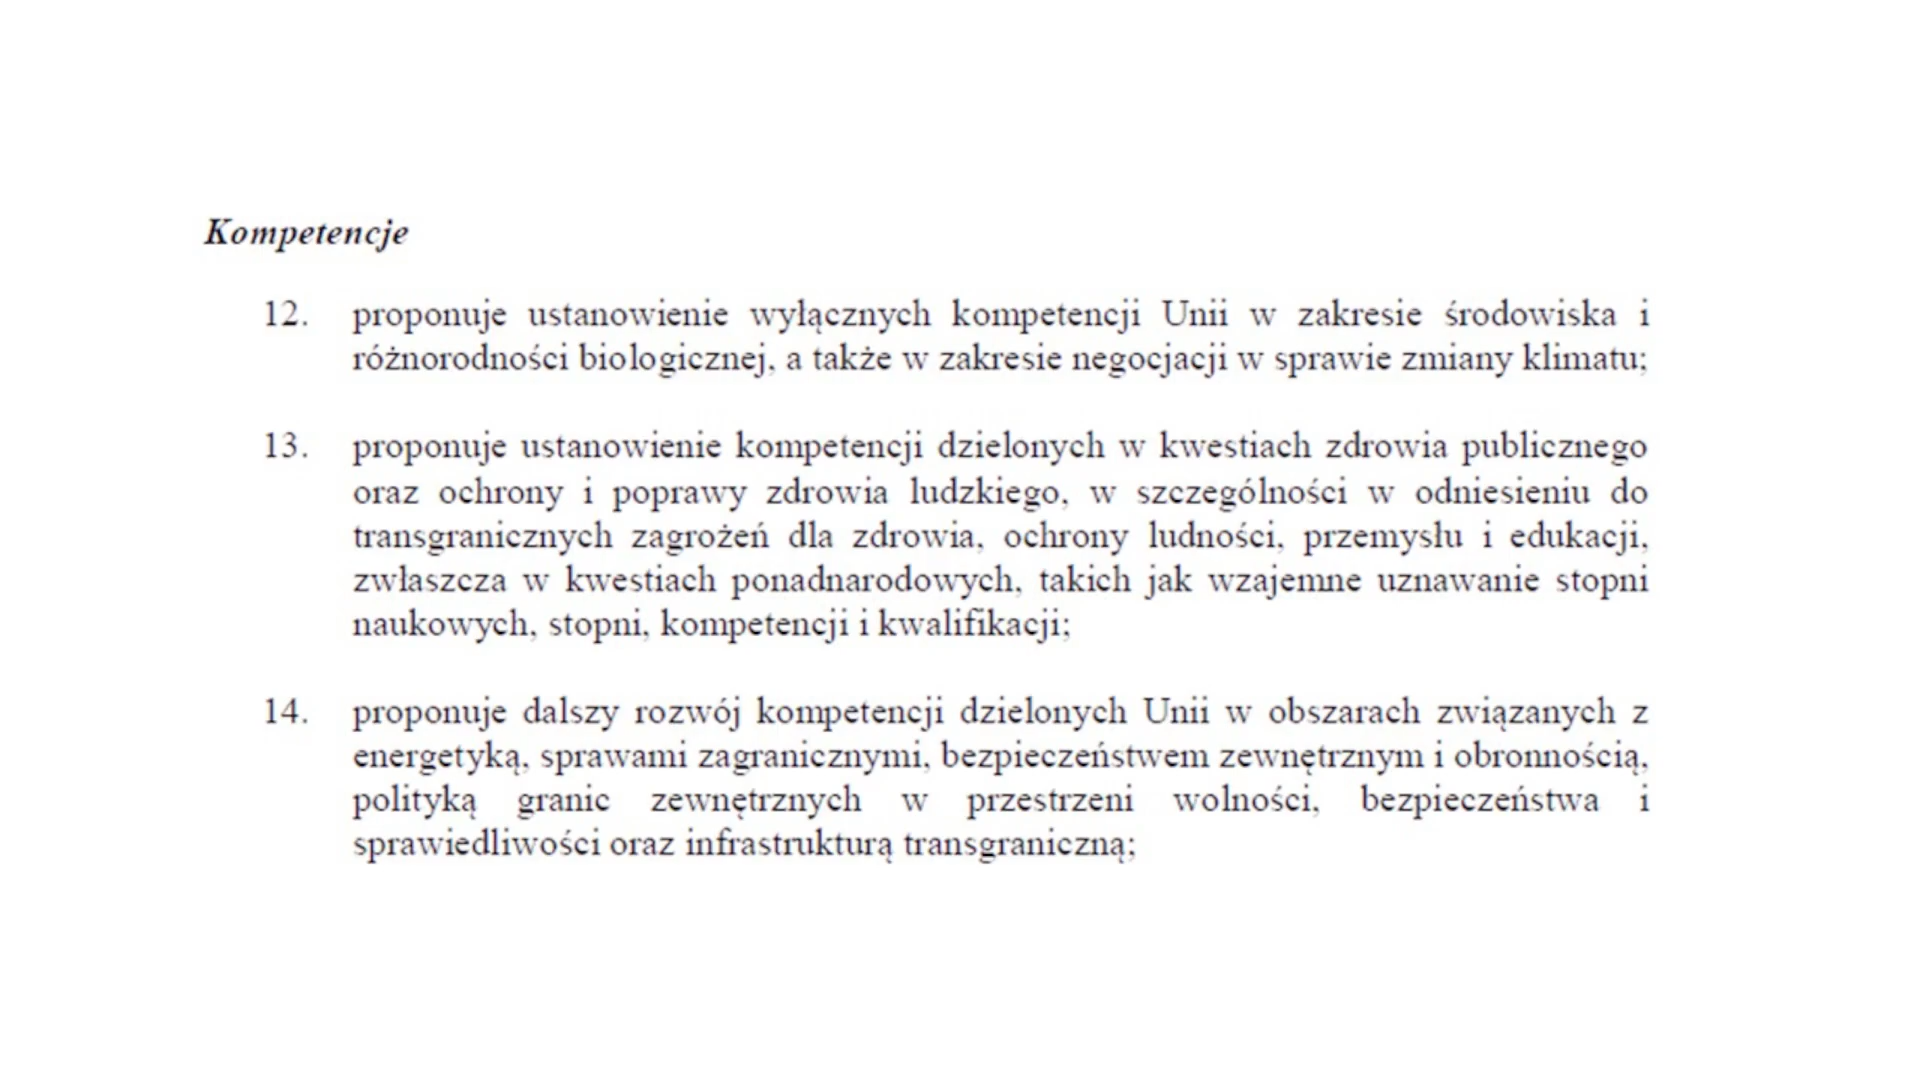 Kompetencje
12. proponuje ustanowienie wyłącznych kompetencji Unii w zakresie środowiska i
różnorodności biologicznej, a także w zakresie negocjacji w sprawie zmiany klimatu;
13. proponuje ustanowienie kompetencji dzielonych w kwestiach zdrowia publicznego
oraz ochrony i poprawy zdrowia ludzkiego, w szczególności w odniesieniu do
transgranicznych zagrożeń dla zdrowia, ochrony ludności, przemysłu i edukacji,
zwłaszcza w kwestiach ponadnarodowych, takich jak wzajemne uznawanie stopni
naukowych, stopni, kompetencji i kwalifikacji;
14. proponuje dalszy rozwój kompetencji dzielonych Unii w obszarach związanych z
energetyką, sprawami zagranicznymi, bezpieczeństwem zewnętrznym i obronnością,
polityką granic zewnętrznych w przestrzeni wolności, bezpieczeństwa i
sprawiedliwości oraz infrastrukturą transgraniczną;